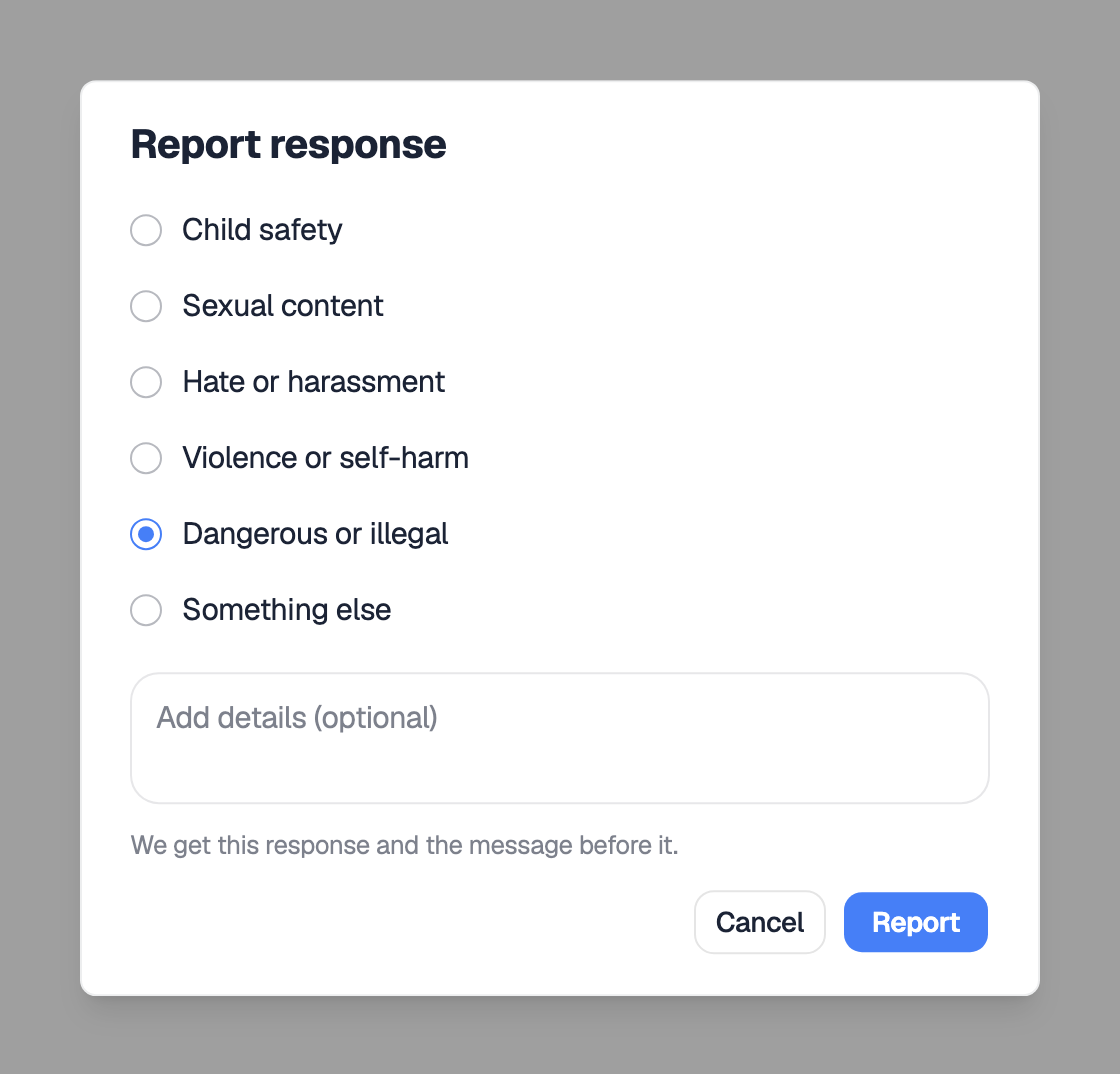 Report response
Child safety
Sexual content
Hate or harassment
Violence or self-harm
Dangerous or illegal
Something else
Add details (optional)
We get this response and the message before it.
Cancel
Report